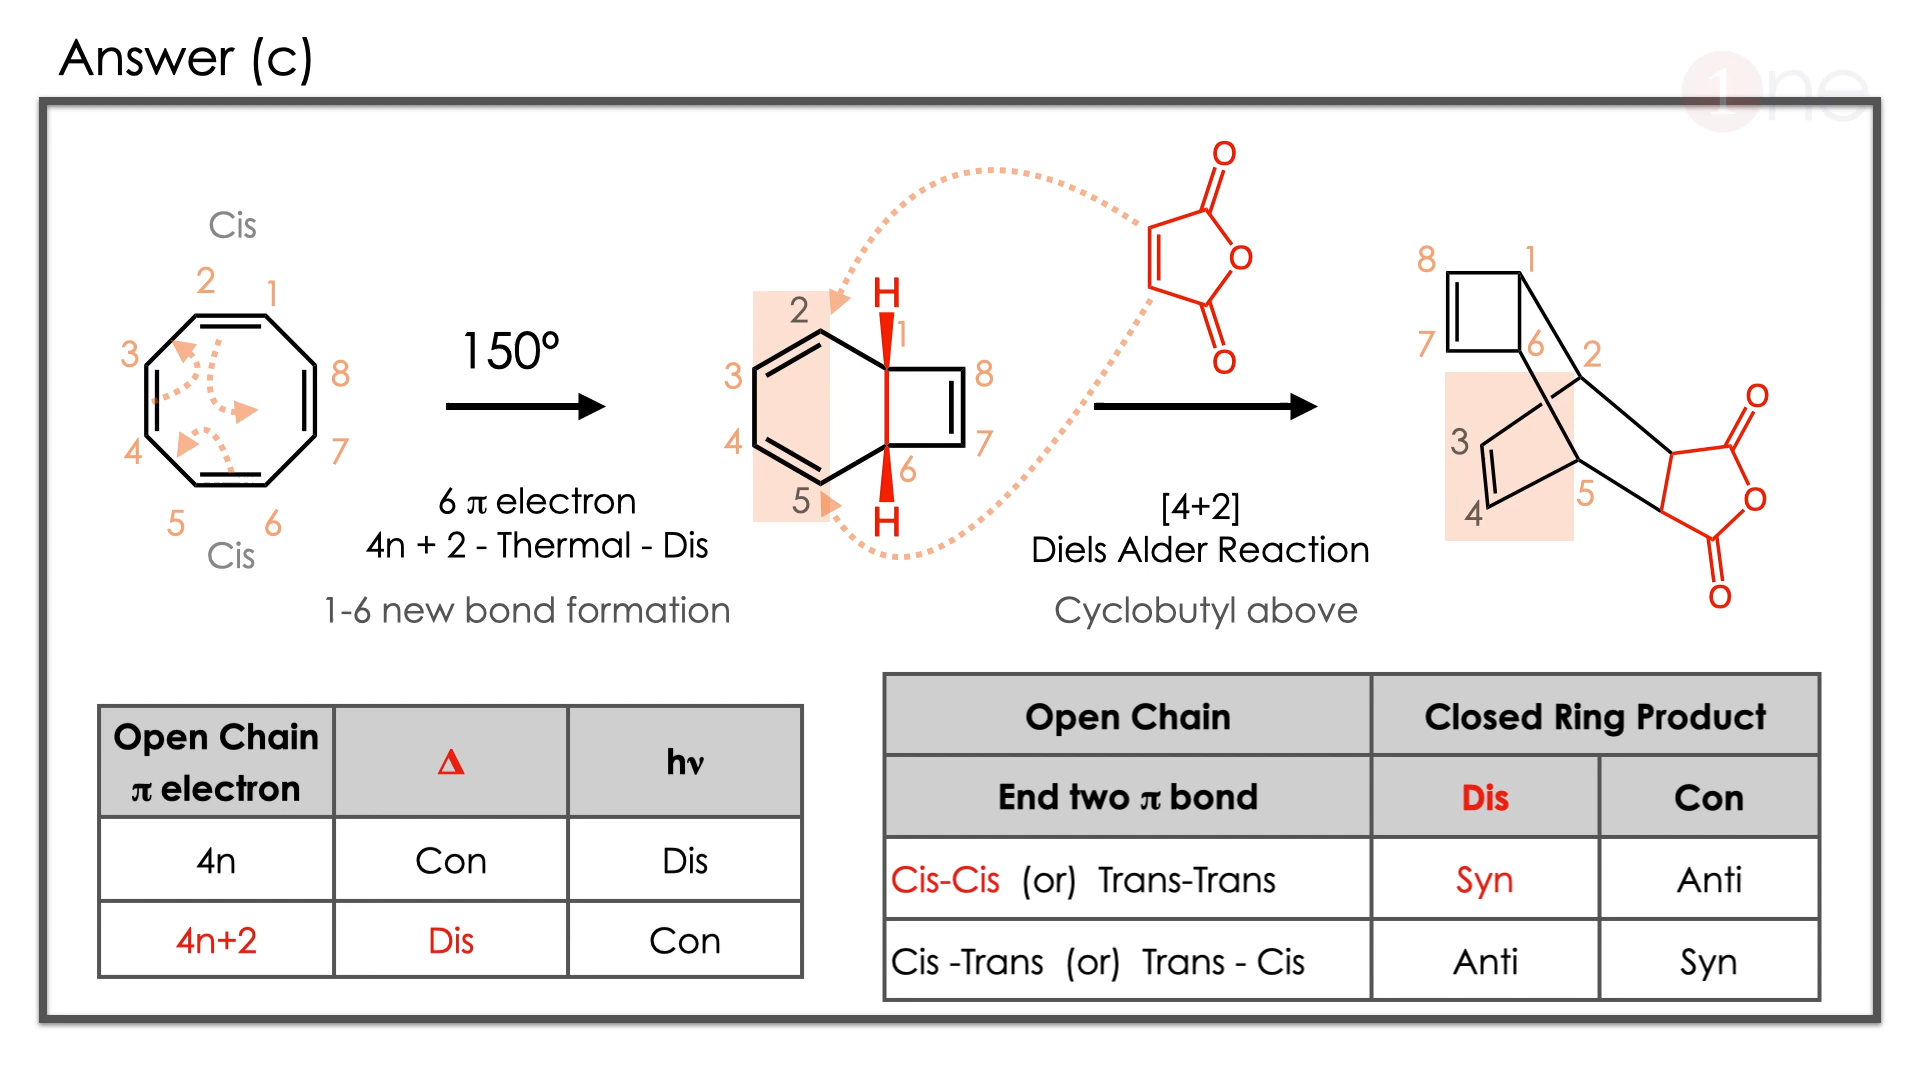 Answer (c)
1ne
Cis
2 1
3 8
4 7
5 6
Cis
150º
6 π electron
4n + 2 - Thermal - Dis
1-6 new bond formation
H
2 1
3 8
4 7
5 6
H
O
O
O
[4+2]
Diels Alder Reaction
Cyclobutyl above
8 1
7 6 2
3
4 5
O
O
O
Open Chain π electron Δ hν
4n Con Dis
4n+2 Dis Con
Open Chain Closed Ring Product
End two π bond Dis Con
Cis-Cis (or) Trans-Trans Syn Anti
Cis -Trans (or) Trans - Cis Anti Syn